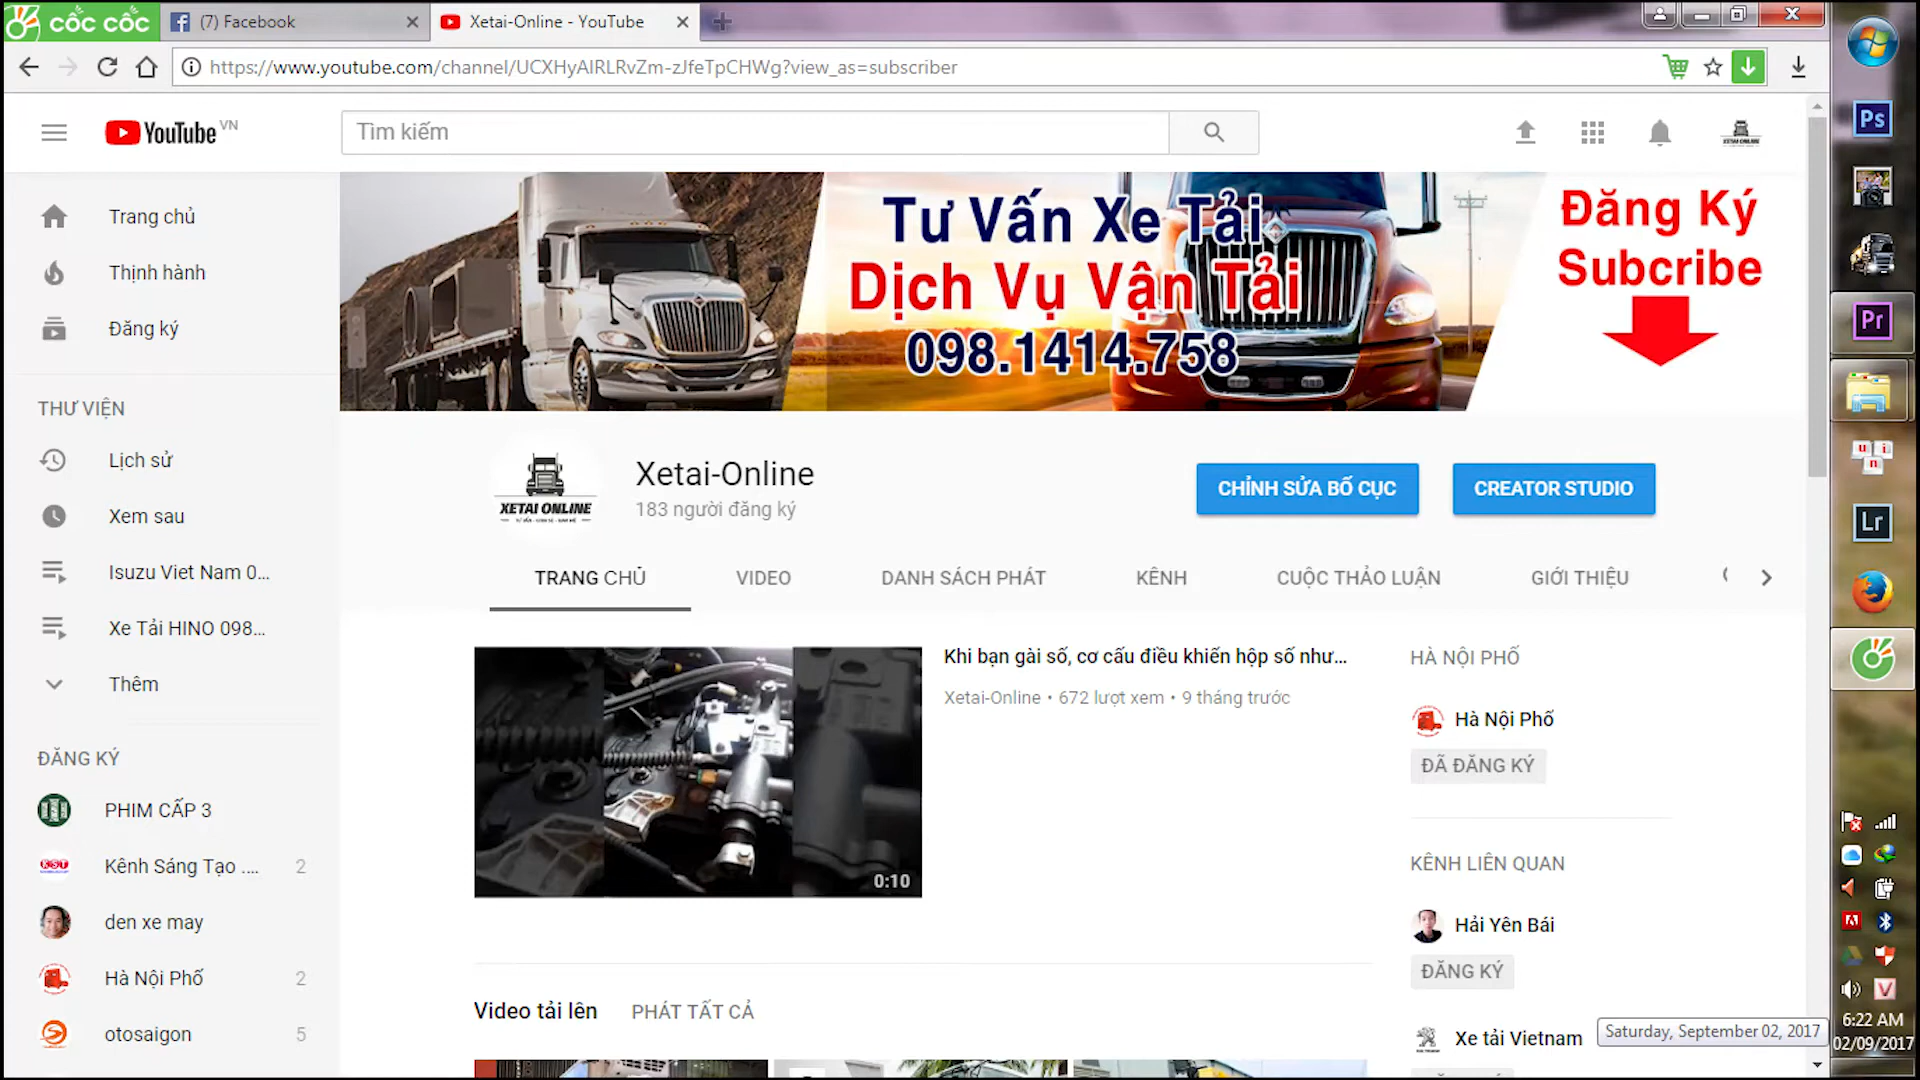 cốc cốc
(7) Facebook
Xetai-Online - YouTube
https://www.youtube.com/channel/UCXHyAIRLRvZm-zJfeTpCHWg?view_as=subscriber
YouTube VN
Tìm kiếm
XETAI ONLINE
Trang chủ
Thịnh hành
Đăng ký
THƯ VIỆN
Lịch sử
Xem sau
Isuzu Viet Nam 0...
Xe Tải HINO 098...
Thêm
ĐĂNG KÝ
PHIM CẤP 3
Kênh Sáng Tạo .... 2
den xe may
Hà Nội Phố 2
otosaigon 5
Tư Vấn Xe Tải
Dịch Vụ Vận Tải
098.1414.758
Đăng Ký
Subcribe
XETAI ONLINE
Xetai-Online
183 người đăng ký
CHỈNH SỬA BỐ CỤC
CREATOR STUDIO
TRANG CHỦ VIDEO DANH SÁCH PHÁT KÊNH CUỘC THẢO LUẬN GIỚI THIỆU
0:10
Khi bạn gài số, cơ cấu điều khiển hộp số như...
Xetai-Online • 672 lượt xem • 9 tháng trước
Video tải lên PHÁT TẤT CẢ
HÀ NỘI PHỐ
Hà Nội Phố
ĐÃ ĐĂNG KÝ
KÊNH LIÊN QUAN
Hải Yên Bái
ĐĂNG KÝ
Xe tải Vietnam
Saturday, September 02, 2017
Ps
Pr
u n i
Lr
V
6:22 AM
02/09/2017